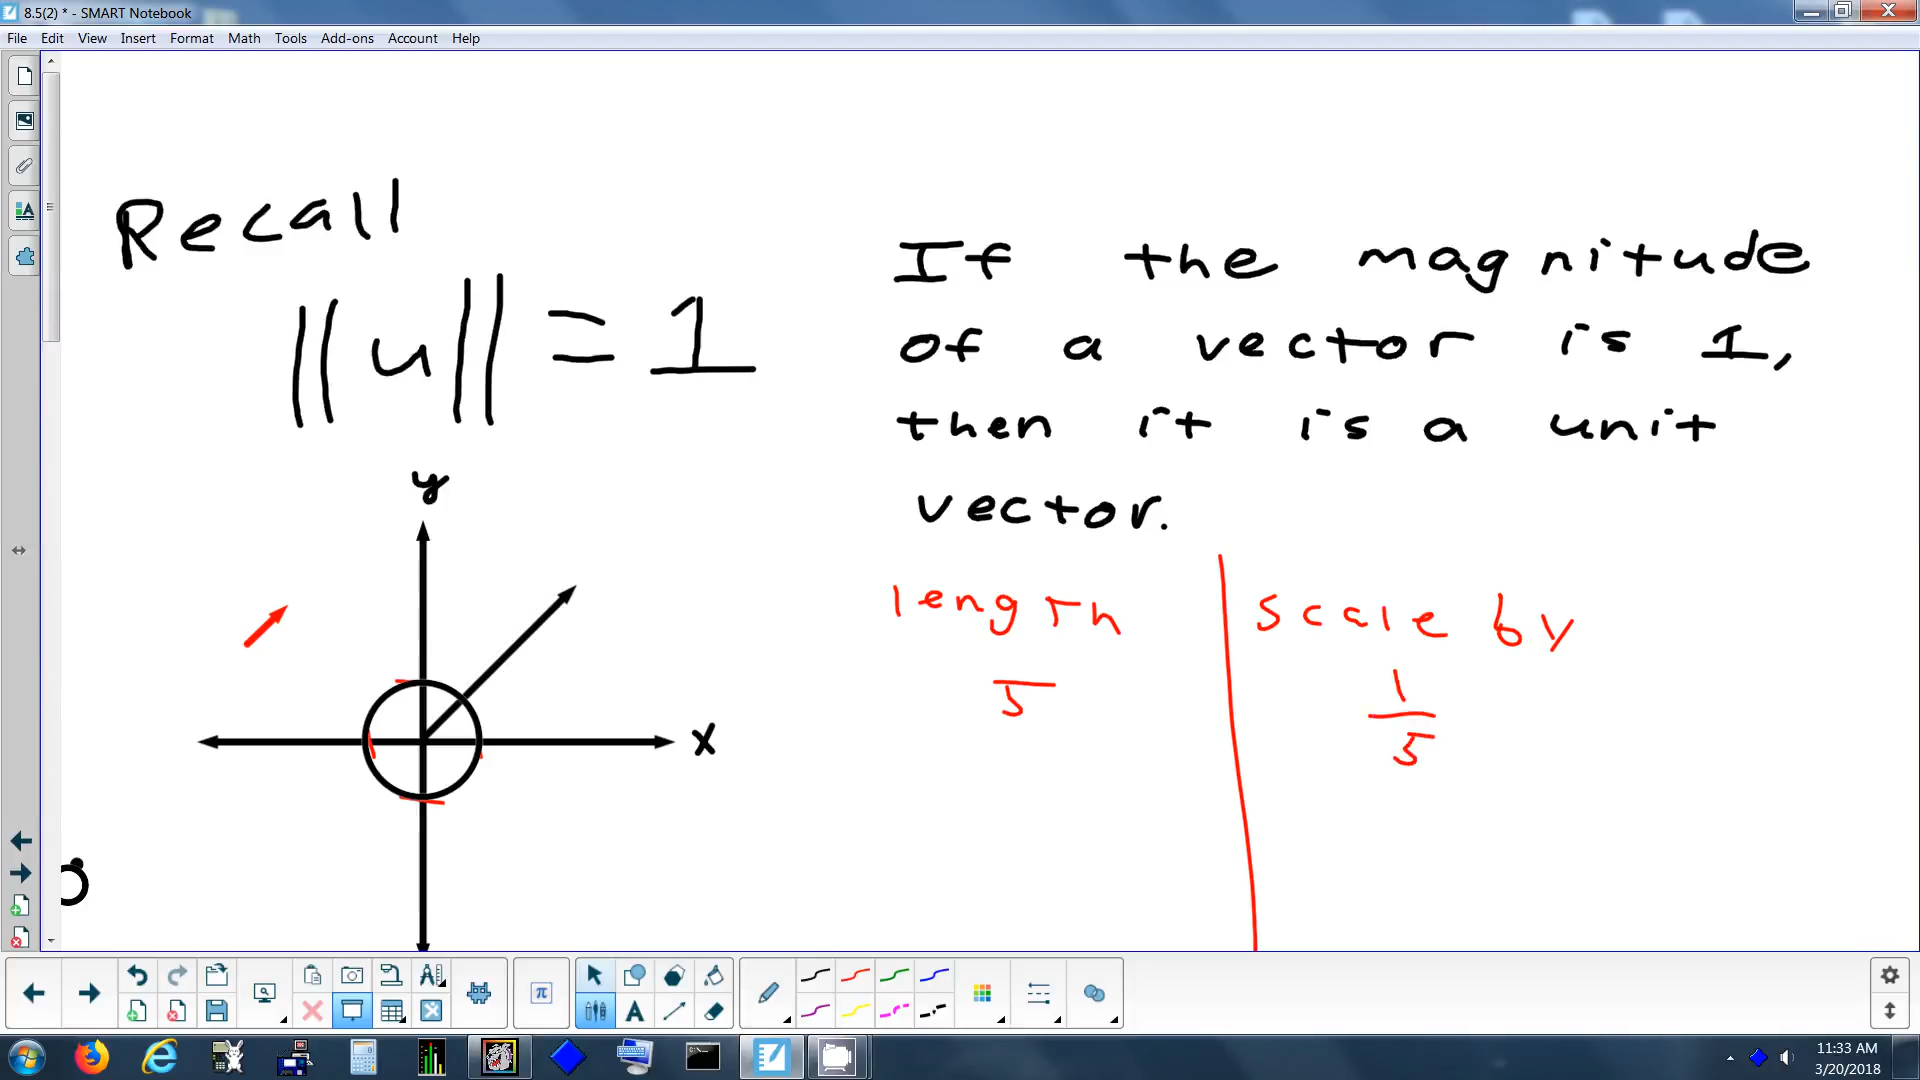 8.5(2) * - SMART Notebook
File Edit View Insert Format Math Tools Add-ons Account Help
Recall
||u|| = 1
If the magnitude
of a vector is 1,
then it is a unit
vector.
y
x
length
5
scale by
1
5
π
A
11:33 AM
3/20/2018